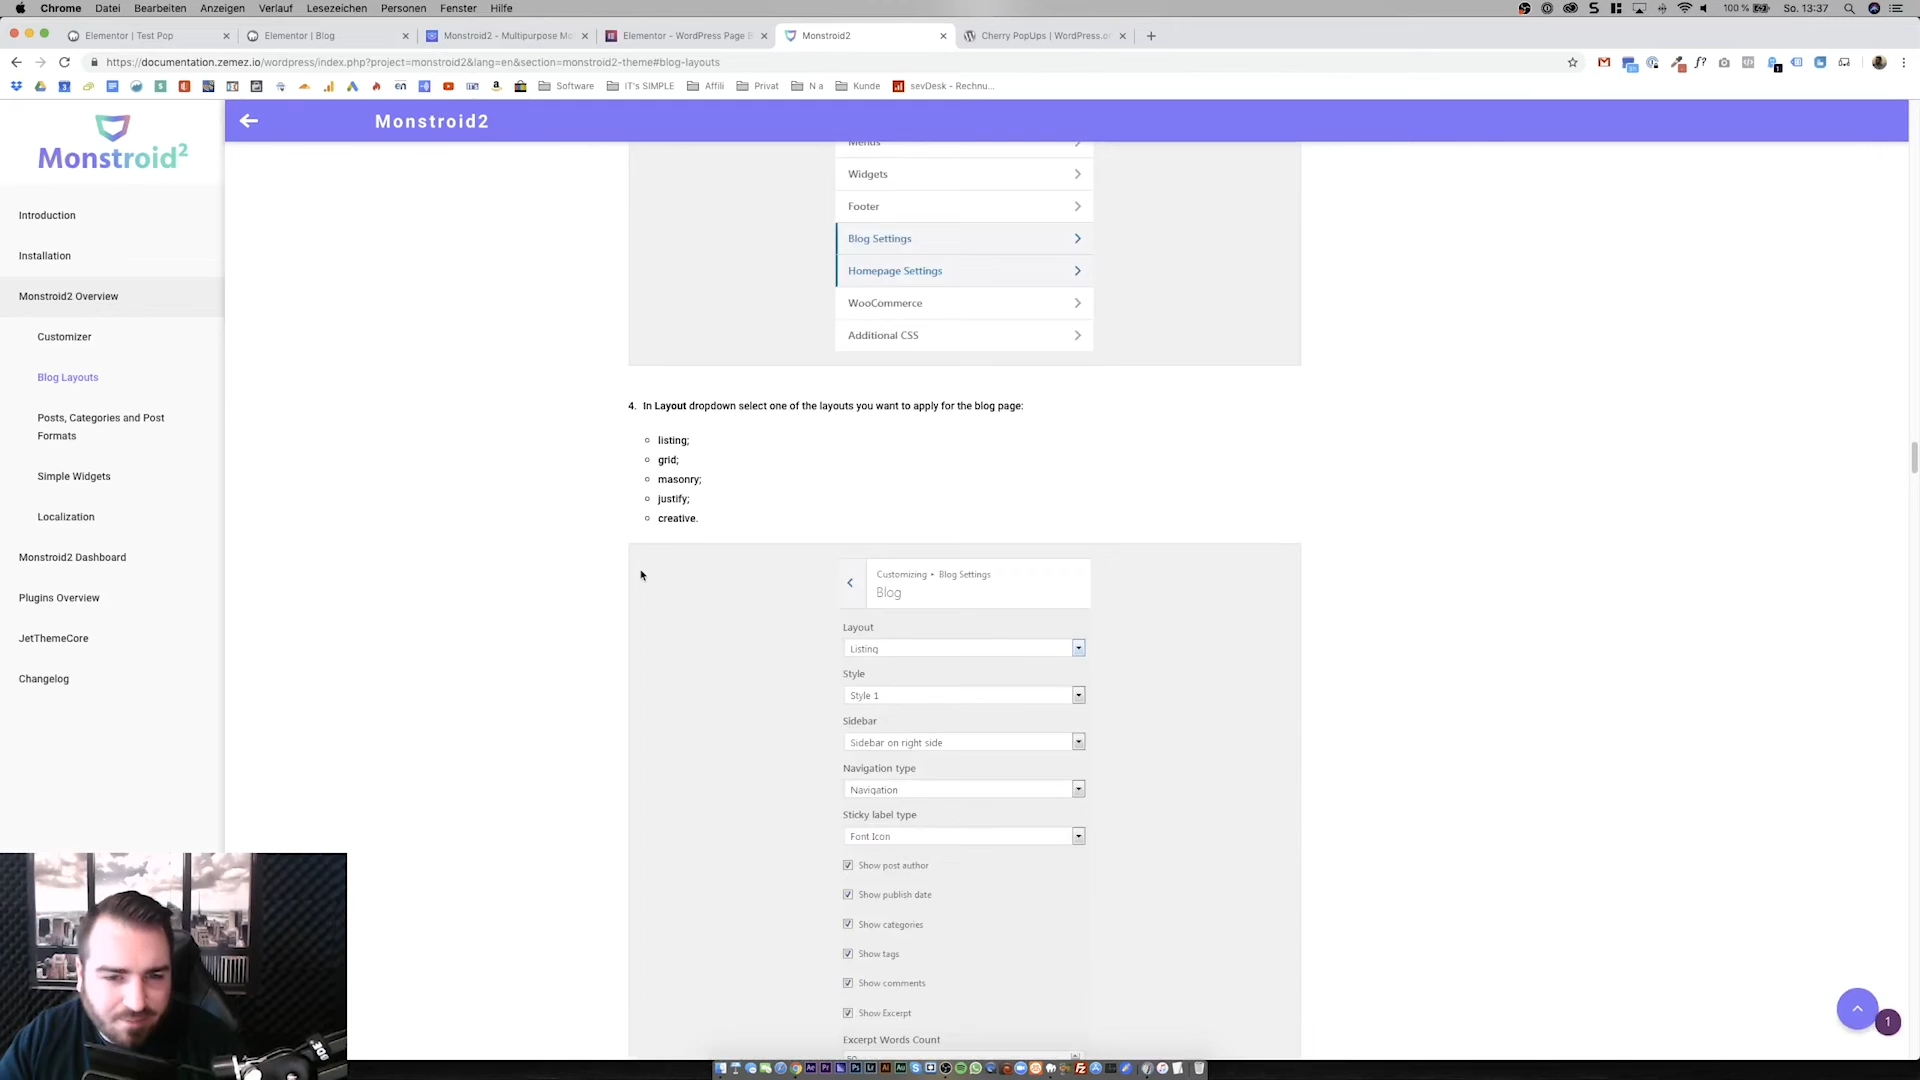 Chrome Datei Bearbeiten Anzeigen Verlauf Lesezeichen Personen Fenster Hilfe
100 % So. 13:37
Elementor | Test Pop
Elementor | Blog
Monstroid2 - Multipurpose Mo
Elementor - WordPress Page B
Monstroid2
Cherry PopUps | WordPress.or
https://documentation.zemez.io/wordpress/index.php?project=monstroid2&lang=en&section=monstroid2-theme#blog-layouts
Software
IT's SIMPLE
Affili
Privat
N a
Kunde
sevDesk - Rechnu...
Monstroid2
Monstroid2
Introduction
Installation
Monstroid2 Overview
Customizer
Blog Layouts
Posts, Categories and Post
Formats
Simple Widgets
Localization
Monstroid2 Dashboard
Plugins Overview
JetThemeCore
Changelog
Menus
Widgets
Footer
Blog Settings
Homepage Settings
WooCommerce
Additional CSS
4. In Layout dropdown select one of the layouts you want to apply for the blog page:
listing;
grid;
masonry;
justify;
creative.
Customizing • Blog Settings
Blog
Layout
Listing
Style
Style 1
Sidebar
Sidebar on right side
Navigation type
Navigation
Sticky label type
Font Icon
Show post author
Show publish date
Show categories
Show tags
Show comments
Show Excerpt
Excerpt Words Count
1